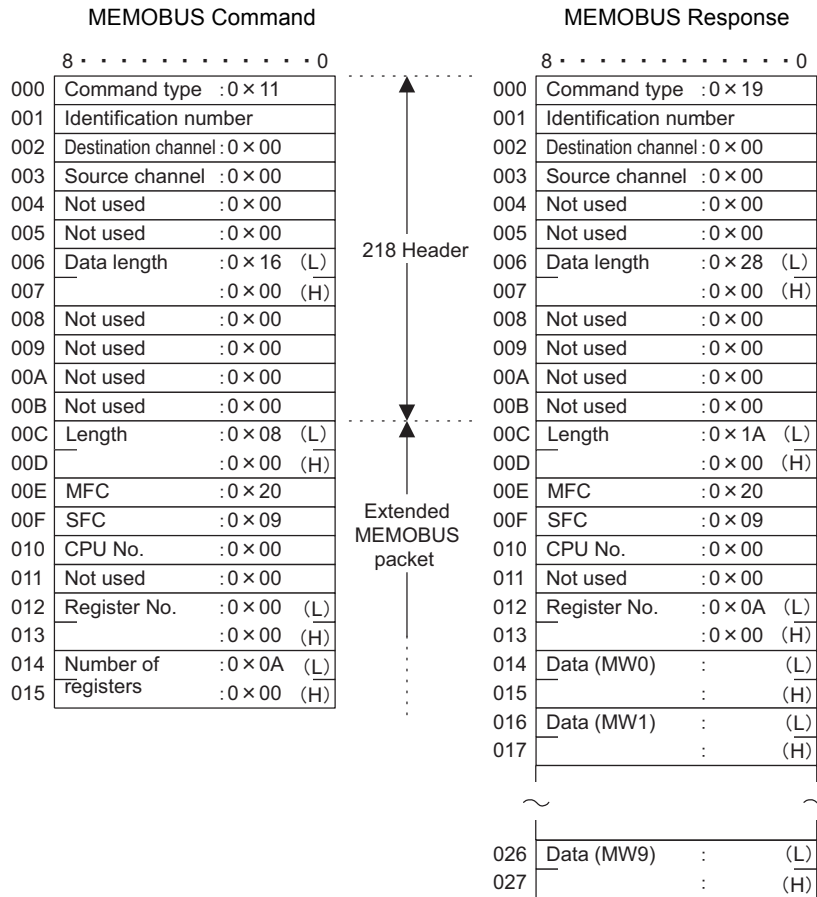 MEMOBUS Command
8 · · · · · · · · · · · · 0
000 Command type :0×11
001 Identification number
002 Destination channel :0×00
003 Source channel :0×00
004 Not used :0×00
005 Not used :0×00
006 Data length :0×16 (L)
007 :0×00 (H)
008 Not used :0×00
009 Not used :0×00
00A Not used :0×00
00B Not used :0×00
00C Length :0×08 (L)
00D :0×00 (H)
00E MFC :0×20
00F SFC :0×09
010 CPU No. :0×00
011 Not used :0×00
012 Register No. :0×00 (L)
013 :0×00 (H)
014 Number of :0×0A (L)
015 registers :0×00 (H)
218 Header
Extended
MEMOBUS
packet
MEMOBUS Response
8 · · · · · · · · · · · · 0
000 Command type :0×19
001 Identification number
002 Destination channel :0×00
003 Source channel :0×00
004 Not used :0×00
005 Not used :0×00
006 Data length :0×28 (L)
007 :0×00 (H)
008 Not used :0×00
009 Not used :0×00
00A Not used :0×00
00B Not used :0×00
00C Length :0×1A (L)
00D :0×00 (H)
00E MFC :0×20
00F SFC :0×09
010 CPU No. :0×00
011 Not used :0×00
012 Register No. :0×0A (L)
013 :0×00 (H)
014 Data (MW0) : (L)
015 : (H)
016 Data (MW1) : (L)
017 : (H)
026 Data (MW9) : (L)
027 : (H)